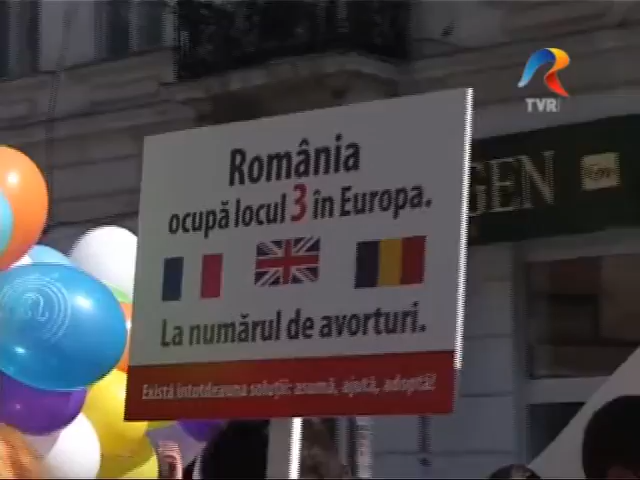 TVR
România
ocupă locul 3 în Europa.
La numărul de avorturi.
Există întotdeauna soluții: asumă, ajută, adoptă!
GEN